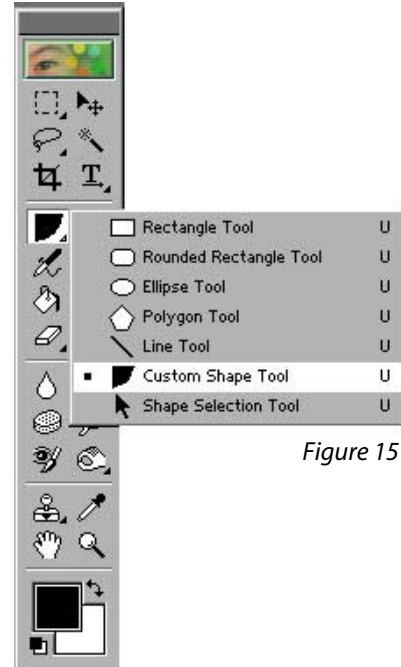 T
Rectangle Tool U
Rounded Rectangle Tool U
Ellipse Tool U
Polygon Tool U
Line Tool U
Custom Shape Tool U
Shape Selection Tool U
Figure 15